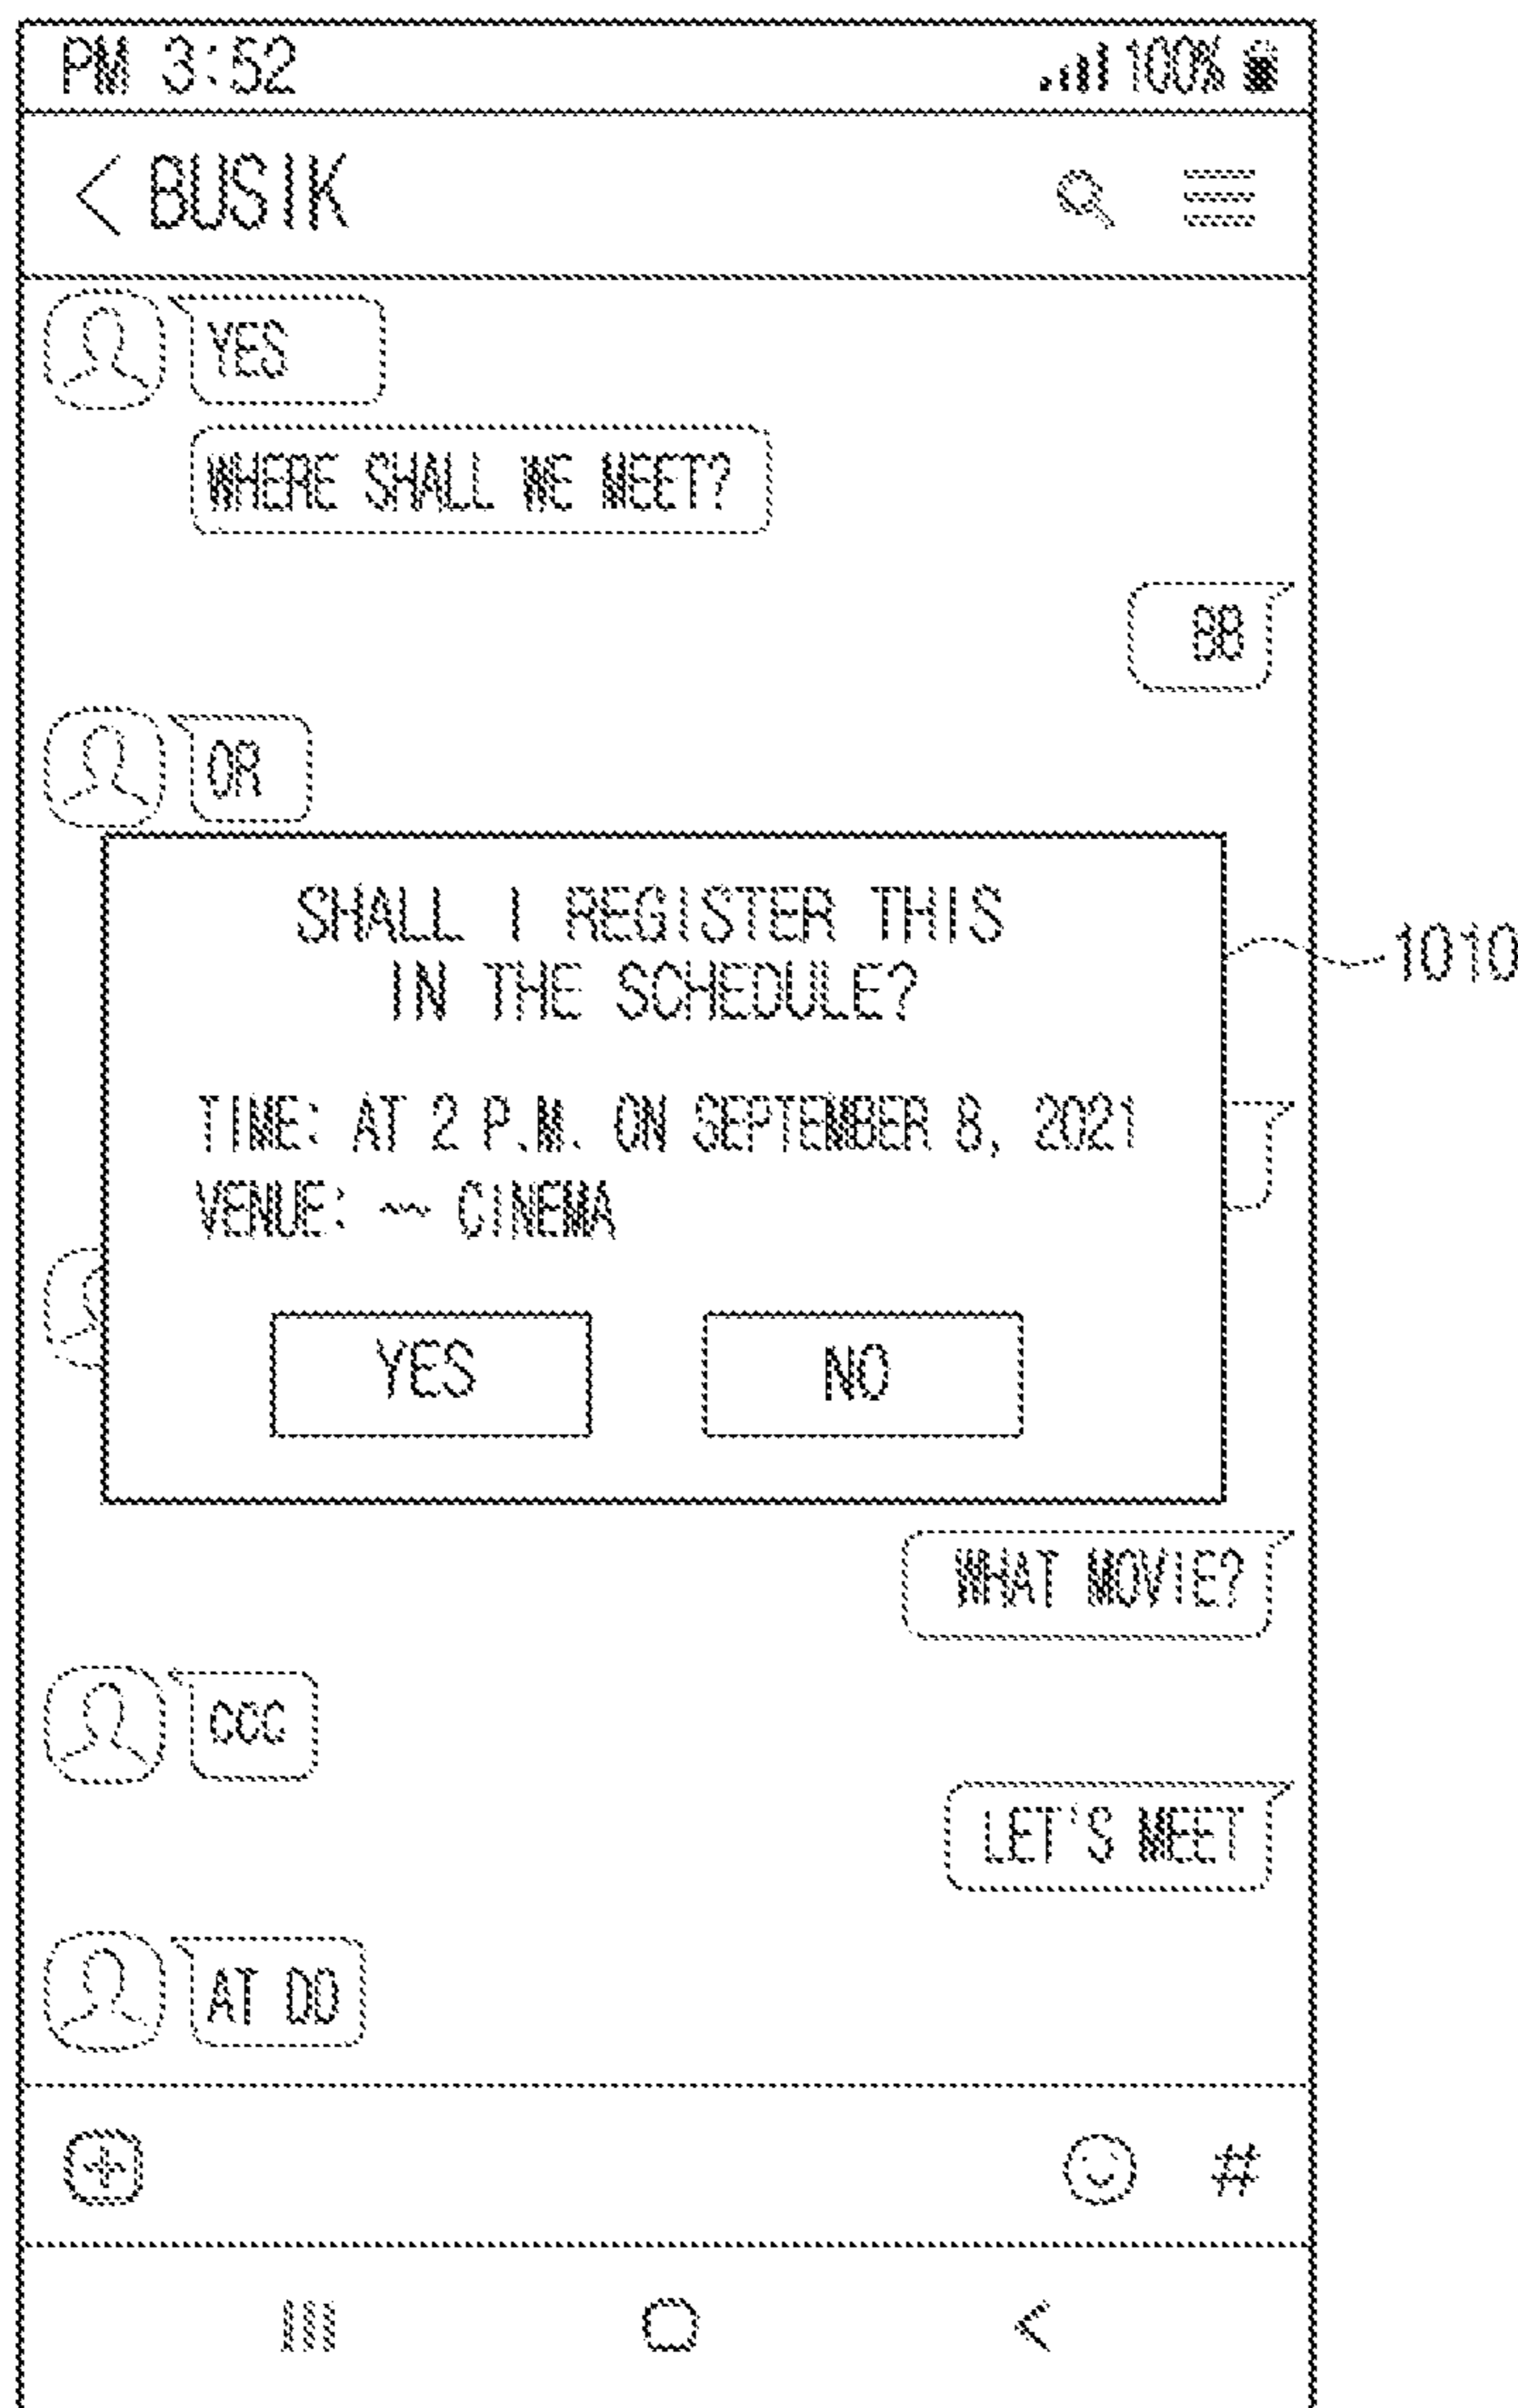 PM 3:52 100%
< BUSIK
YES
WHERE SHALL WE MEET?
BB
OR
SHALL I REGISTER THIS
IN THE SCHEDULE?
1010
TIME: AT 2 P.M. ON SEPTEMBER 8, 2021
VENUE: ~~ CINEMA
YES NO
WHAT MOVIE?
CCC
LET'S MEET
AT DD
#